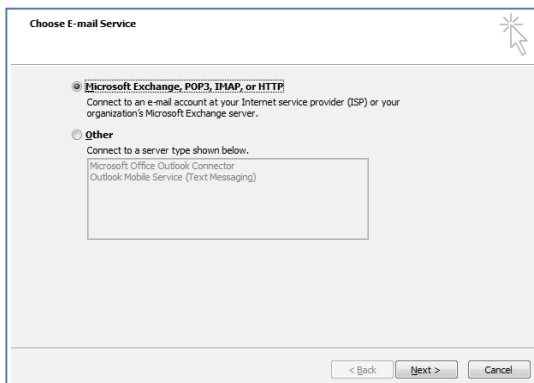 Choose E-mail Service
Microsoft Exchange, POP3, IMAP, or HTTP
Connect to an e-mail account at your Internet service provider (ISP) or your
organization's Microsoft Exchange server.
Other
Connect to a server type shown below.
Microsoft Office Outlook Connector
Outlook Mobile Service (Text Messaging)
< Back
Next >
Cancel